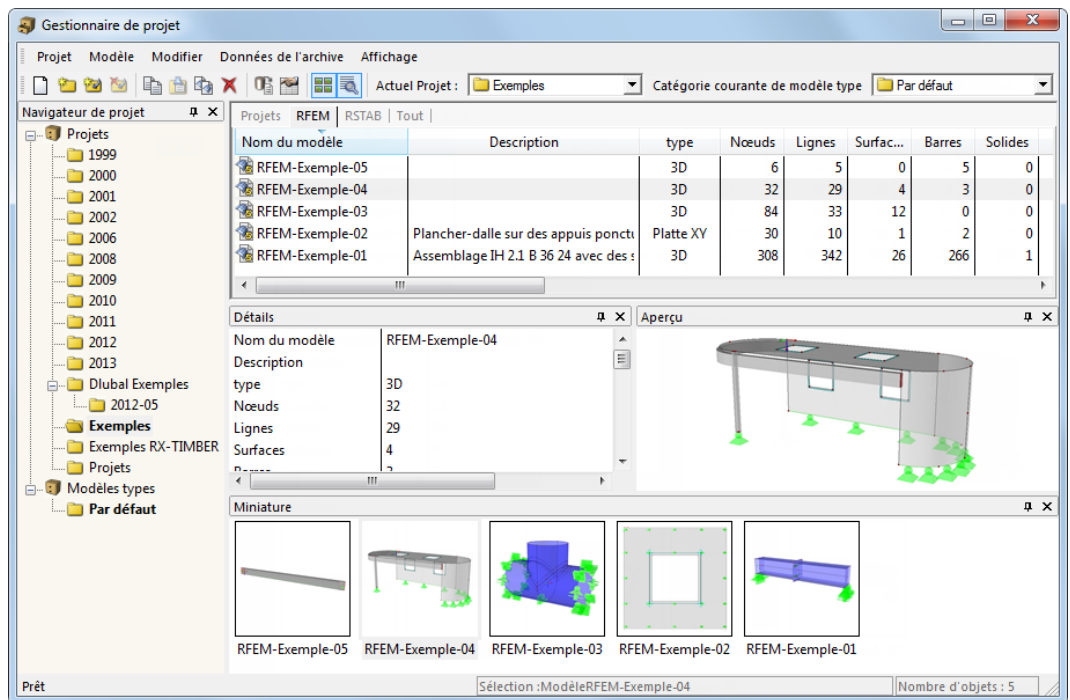 Gestionnaire de projet
Projet Modèle Modifier Données de l'archive Affichage
Actuel Projet : Exemples Catégorie courante de modèle type Par défaut
Navigateur de projet
Projets
1999
2000
2001
2002
2006
2008
2009
2010
2011
2012
2013
Dlubal Exemples
2012-05
Exemples
Exemples RX-TIMBER
Projets
Modèles types
Par défaut
Projets RFEM RSTAB Tout
Nom du modèle Description type Nœuds Lignes Surfac... Barres Solides
RFEM-Exemple-05 3D 6 5 0 5 0
RFEM-Exemple-04 3D 32 29 4 3 0
RFEM-Exemple-03 3D 84 33 12 0 0
RFEM-Exemple-02 Plancher-dalle sur des appuis ponctu Platte XY 30 10 1 2 0
RFEM-Exemple-01 Assemblage IH 2.1 B 36 24 avec des s 3D 308 342 26 266 1
Détails
Nom du modèle RFEM-Exemple-04
Description
type 3D
Nœuds 32
Lignes 29
Surfaces 4
Barres 3
Aperçu
Miniature
RFEM-Exemple-05 RFEM-Exemple-04 RFEM-Exemple-03 RFEM-Exemple-02 RFEM-Exemple-01
Prêt
Sélection :ModèleRFEM-Exemple-04
Nombre d'objets : 5